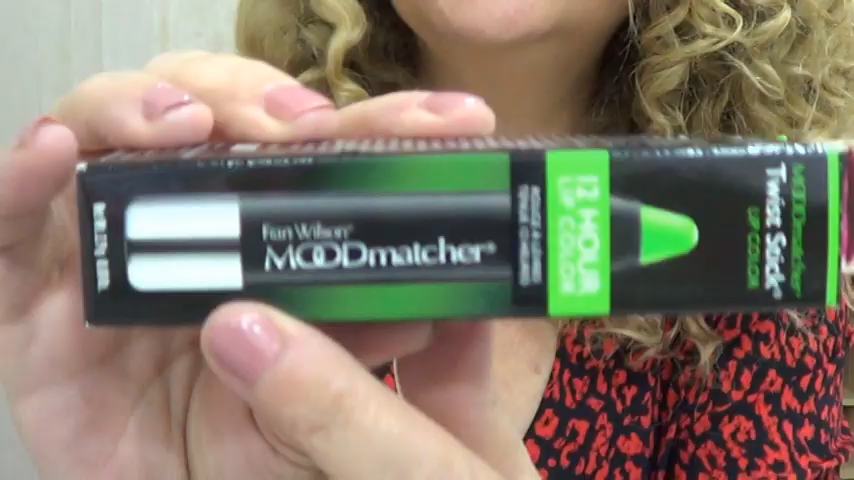 Fran Wilson®
MOODmatcher®
12 HOUR
LIP COLOR
MOODmatcher®
Twist Stick®
LIP COLOR